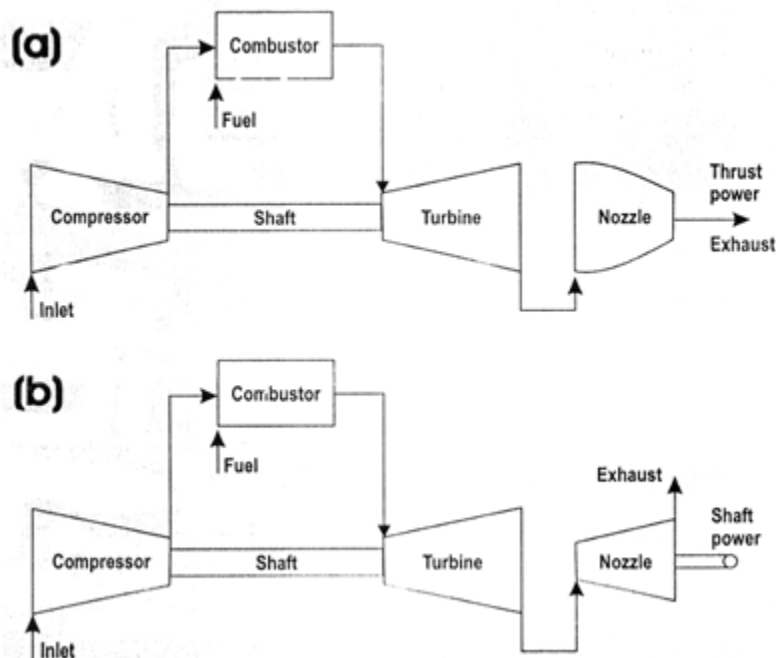 (a)
Combustor
Fuel
Compressor
Shaft
Turbine
Nozzle
Thrust
power
Exhaust
Inlet
(b)
Combustor
Fuel
Exhaust
Shaft
power
Compressor
Shaft
Turbine
Nozzle
Inlet